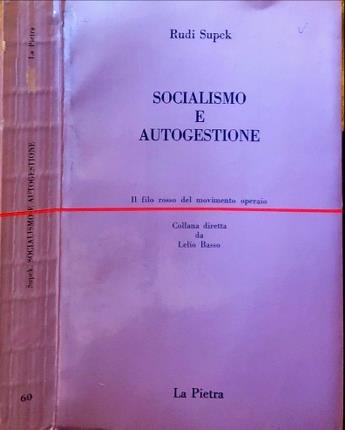 Rudi Supek
SOCIALISMO
E
AUTOGESTIONE
Il filo rosso del movimento operaio
Collana diretta
da
Lelio Basso
La Pietra
La Pietra
Supek SOCIALISMO E AUTOGESTIONE
60